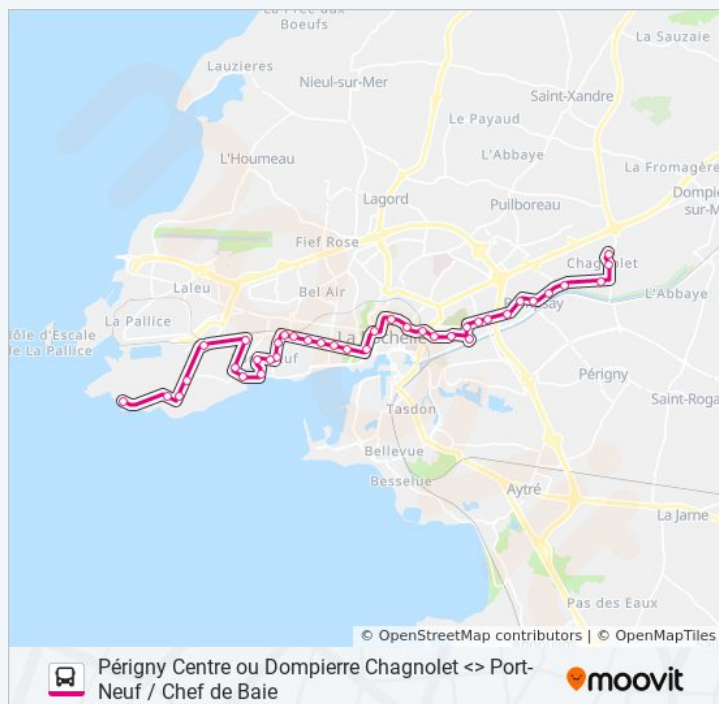 Boeufs
Lauzieres
La Sauzaie
Nieul-sur-Mer
Saint-Xandre
Le Payaud
L'Houmeau
L'Abbaye
La Fromagère
Lagord
Puilboreau
Dompie
sur-M
Fief Rose
Chagnolet
Laleu
Bel Air
L'Abbaye
La Pallice
Môle d'Escale
de La Pallice
Périgny
Saint-Roga
Tasdon
Bellevue
Besselue
Aytré
La Jarne
Pas des Eaux
© OpenStreetMap contributors | © OpenMapTiles
Périgny Centre ou Dompierre Chagnolet <> Port-
Neuf / Chef de Baie
moovit